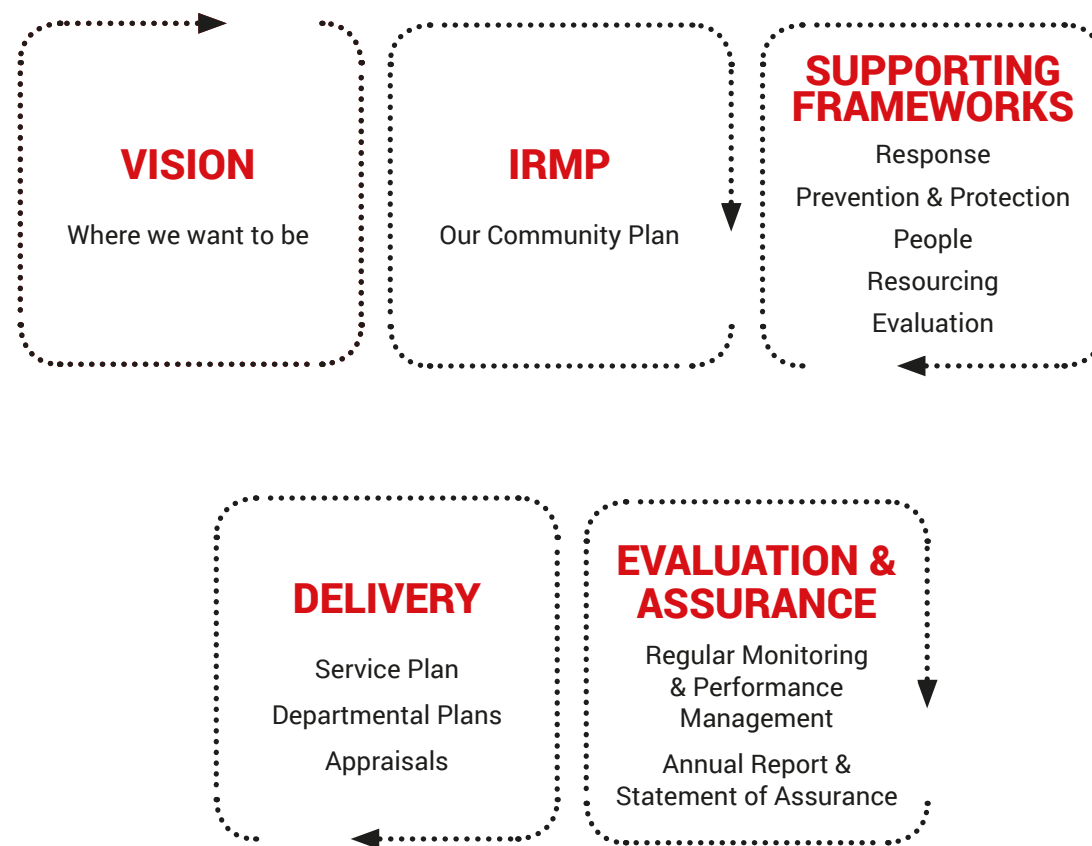 VISION
Where we want to be
IRMP
Our Community Plan
SUPPORTING
FRAMEWORKS
Response
Prevention & Protection
People
Resourcing
Evaluation
DELIVERY
Service Plan
Departmental Plans
Appraisals
EVALUATION &
ASSURANCE
Regular Monitoring
& Performance
Management
Annual Report &
Statement of Assurance